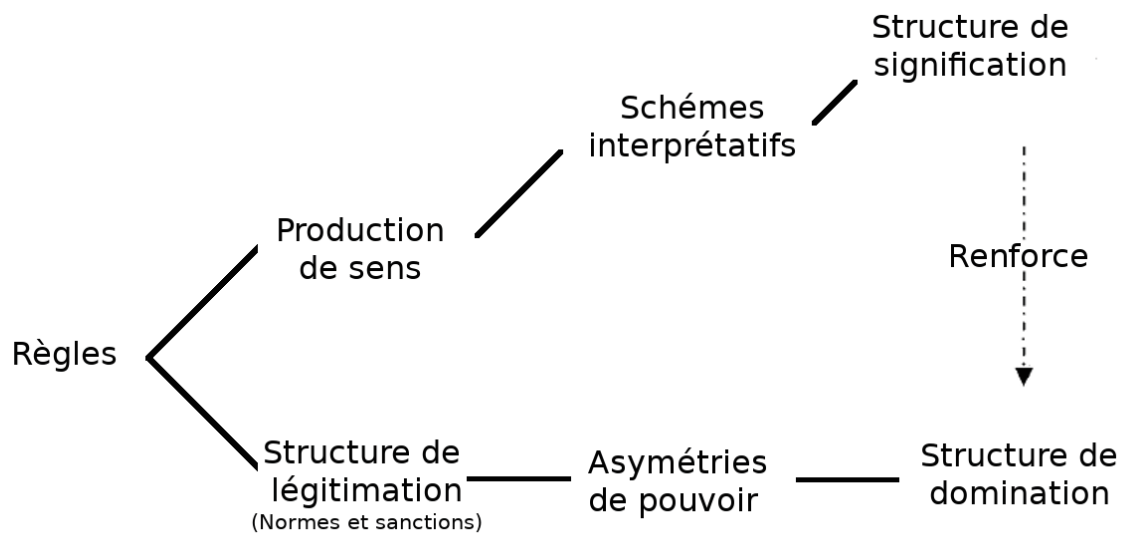 Structure de
signification
Schémes
interprétatifs
Production
de sens
Renforce
Règles
Structure de
légitimation
(Normes et sanctions)
Asymétries
de pouvoir
Structure de
domination